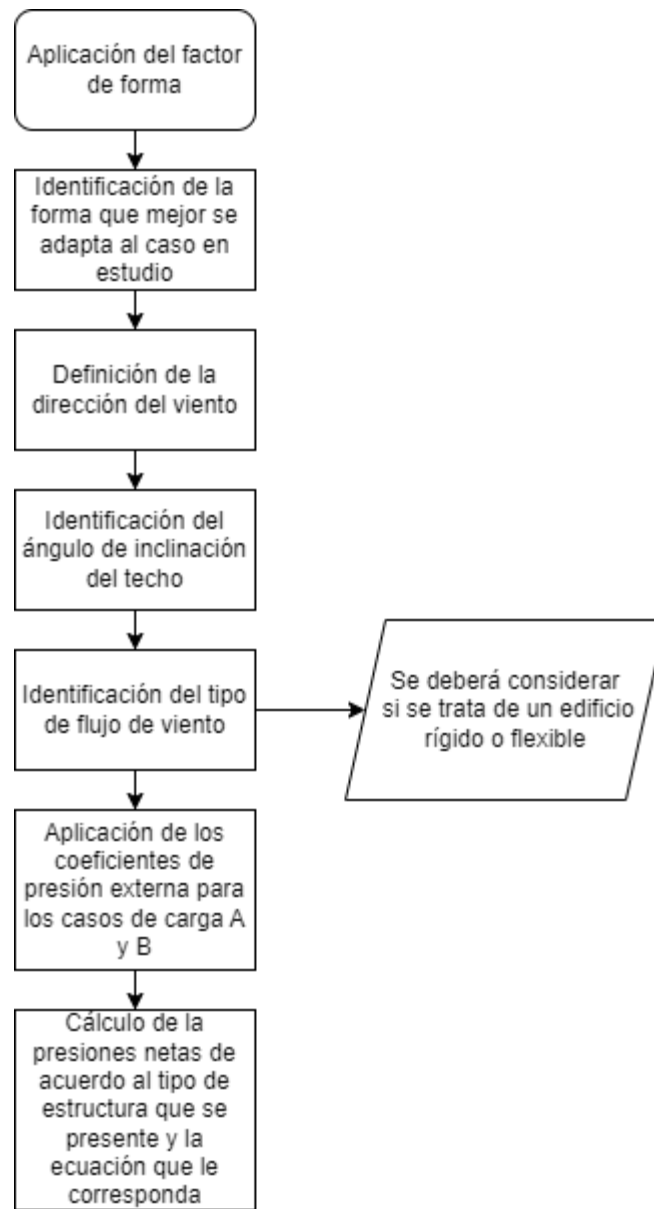 Aplicación del factor
de forma
Identificación de la
forma que mejor se
adapta al caso en
estudio
Definición de la
dirección del viento
Identificación del
ángulo de inclinación
del techo
Identificación del tipo
de flujo de viento
Se deberá considerar
si se trata de un edificio
rígido o flexible
Aplicación de los
coeficientes de
presión externa para
los casos de carga A
y B
Cálculo de la
presiones netas de
acuerdo al tipo de
estructura que se
presente y la
ecuación que le
corresponda